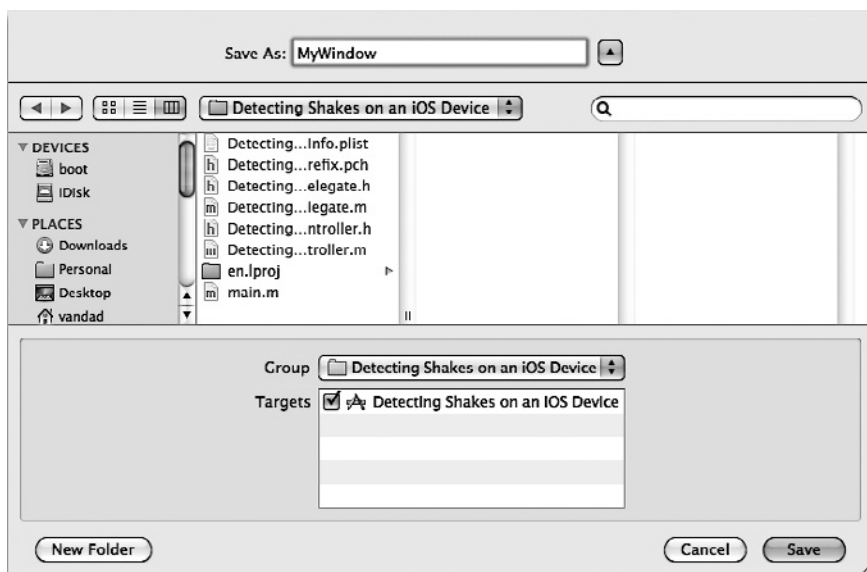 Save As: MyWindow
Detecting Shakes on an iOS Device
DEVICES
boot
iDisk
PLACES
Downloads
Personal
Desktop
vandad
Detecting...Info.plist
Detecting...refix.pch
Detecting...elegate.h
Detecting...legate.m
Detecting...ntroller.h
Detecting...troller.m
en.lproj
main.m
Group Detecting Shakes on an iOS Device
Targets Detecting Shakes on an iOS Device
New Folder
Cancel
Save